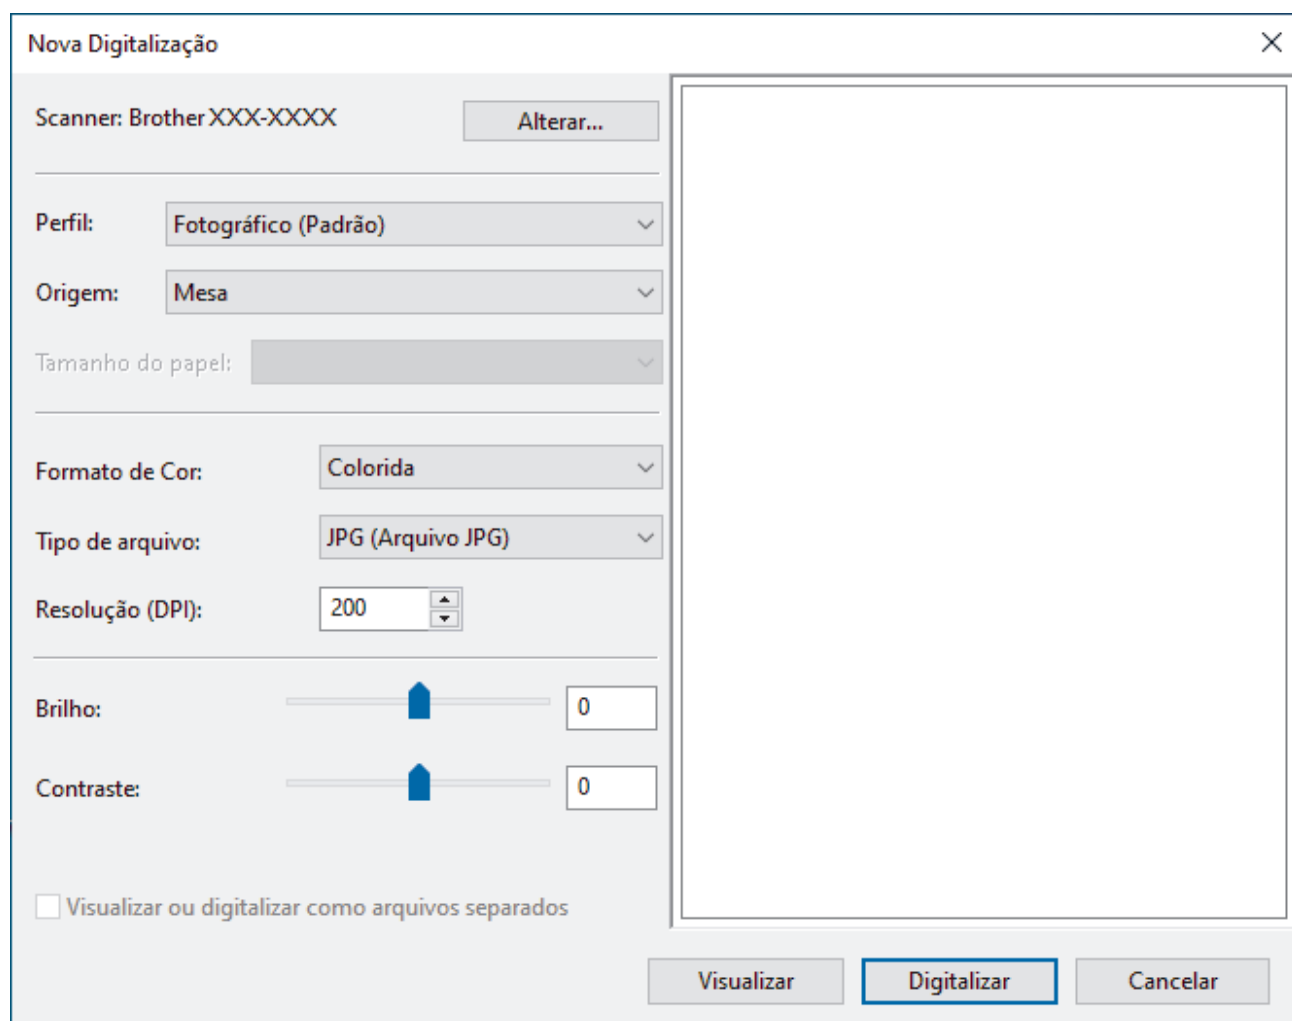 Nova Digitalização
Scanner: Brother XXX-XXXX
Alterar...
Perfil:
Fotográfico (Padrão)
Origem:
Mesa
Tamanho do papel:
Formato de Cor:
Colorida
Tipo de arquivo:
JPG (Arquivo JPG)
Resolução (DPI):
200
Brilho:
0
Contraste:
0
Visualizar ou digitalizar como arquivos separados
Visualizar
Digitalizar
Cancelar